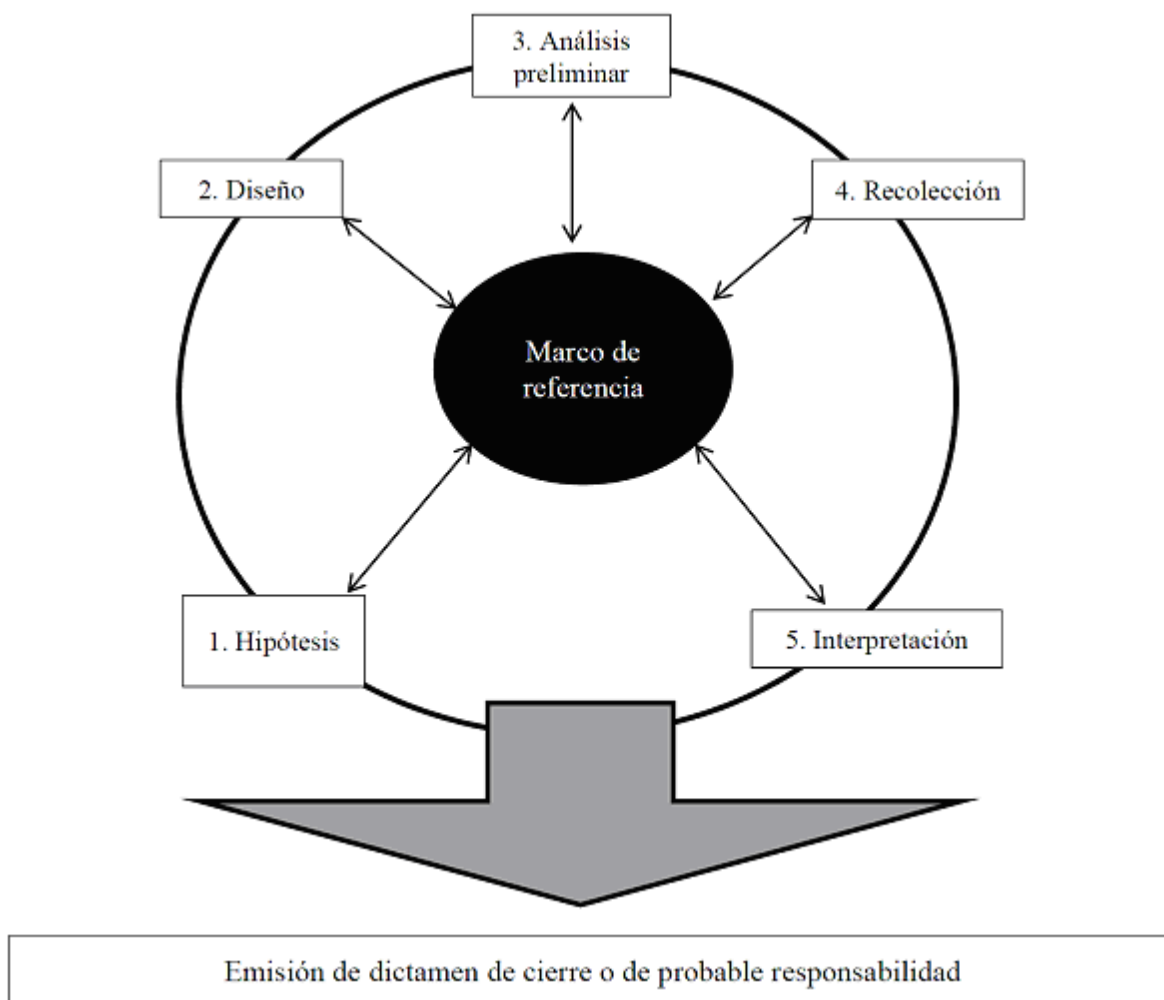 3. Análisis
preliminar
2. Diseño
4. Recolección
Marco de
referencia
1. Hipótesis
5. Interpretación
Emisión de dictamen de cierre o de probable responsabilidad